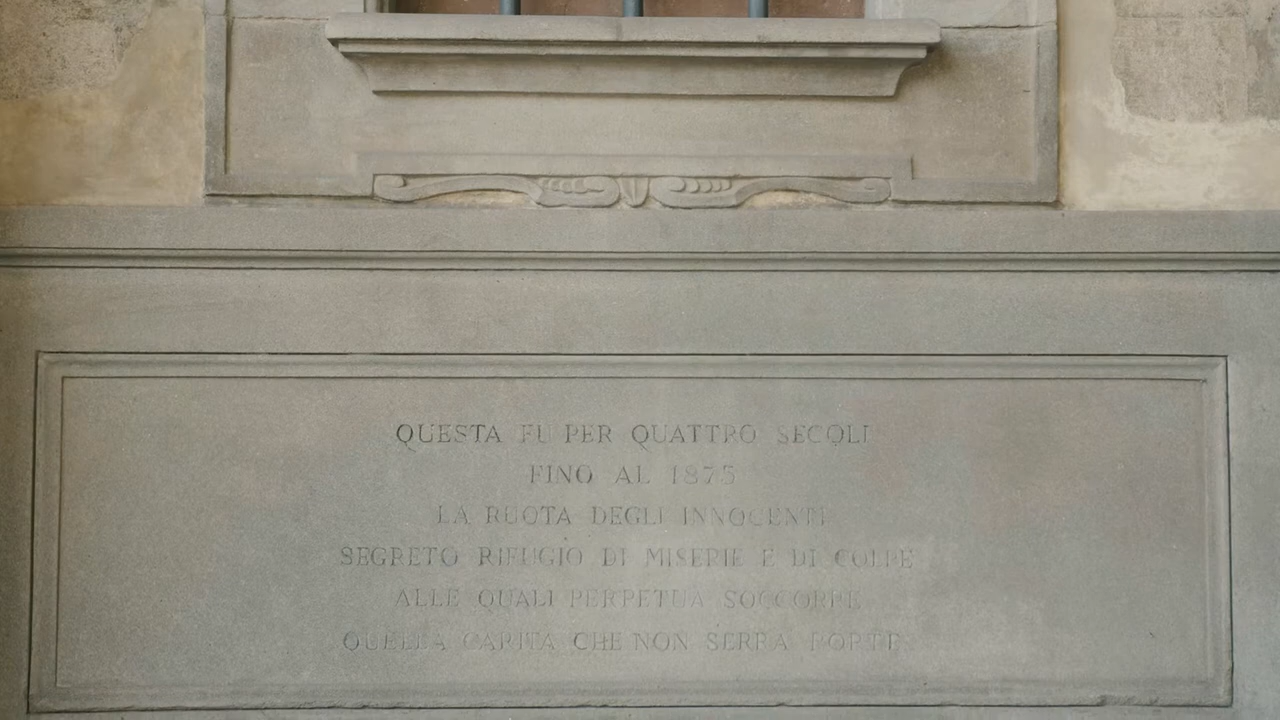 QUESTA FU PER QUATTRO SECOLI
FINO AL 1875
LA RUOTA DEGLI INNOCENTI
SEGRETO RIFUGIO DI MISERIE E DI COLPE
ALLE QUALI PERPETUA SOCCORRE
QUELLA CARITA CHE NON SERRA PORTE